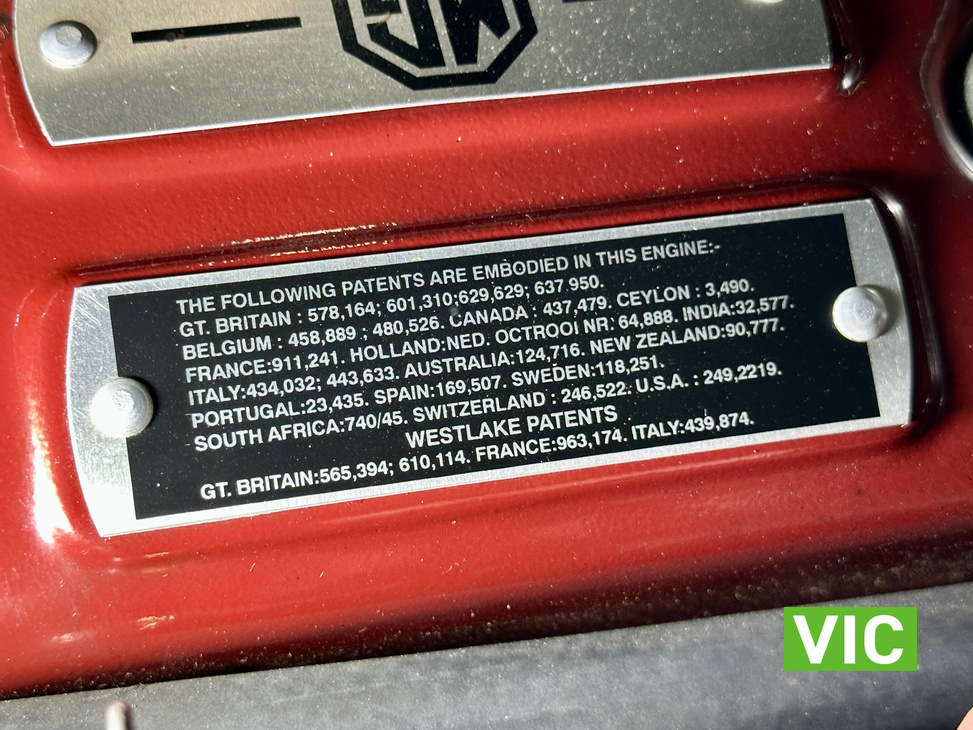 MG
THE FOLLOWING PATENTS ARE EMBODIED IN THIS ENGINE:-
GT. BRITAIN : 578,164; 601,310;629,629; 637 950.
BELGIUM : 458,889 ; 480,526. CANADA : 437,479. CEYLON : 3,490.
FRANCE:911,241. HOLLAND:NED. OCTROOI NR: 64,888. INDIA:32,577.
ITALY:434,032; 443,633. AUSTRALIA:124,716. NEW ZEALAND:90,777.
PORTUGAL:23,435. SPAIN:169,507. SWEDEN:118,251.
SOUTH AFRICA:740/45. SWITZERLAND : 246,522. U.S.A. : 249,2219.
WESTLAKE PATENTS
GT. BRITAIN:565,394; 610,114. FRANCE:963,174. ITALY:439,874.
VIC